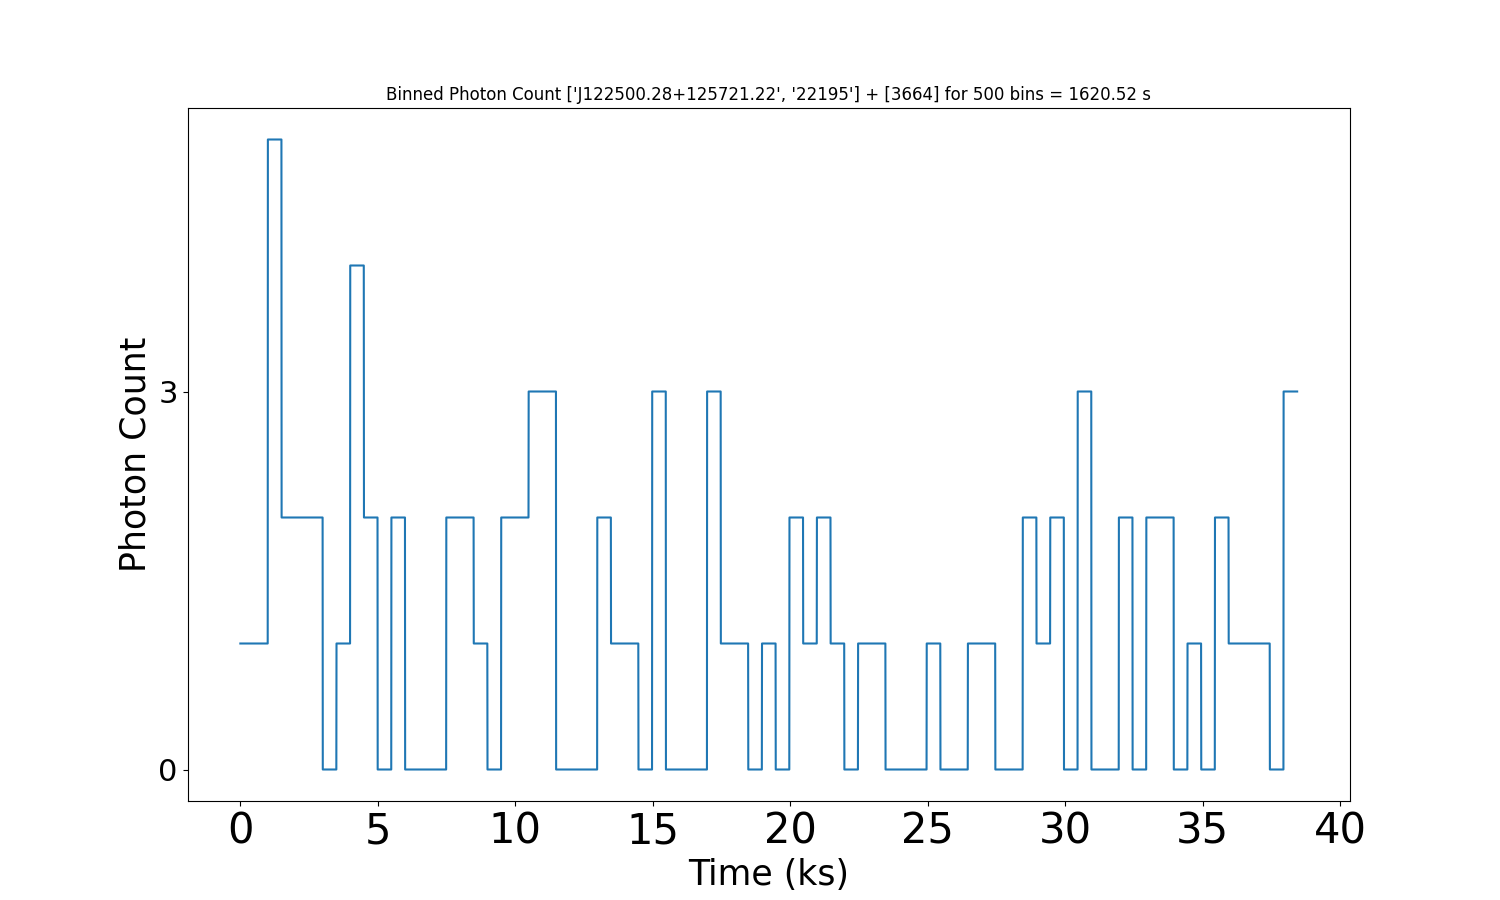 Binned Photon Count ['J122500.28+125721.22', '22195'] + [3664] for 500 bins = 1620.52 s
Photon Count
3
0
0 5 10 15 20 25 30 35 40
Time (ks)